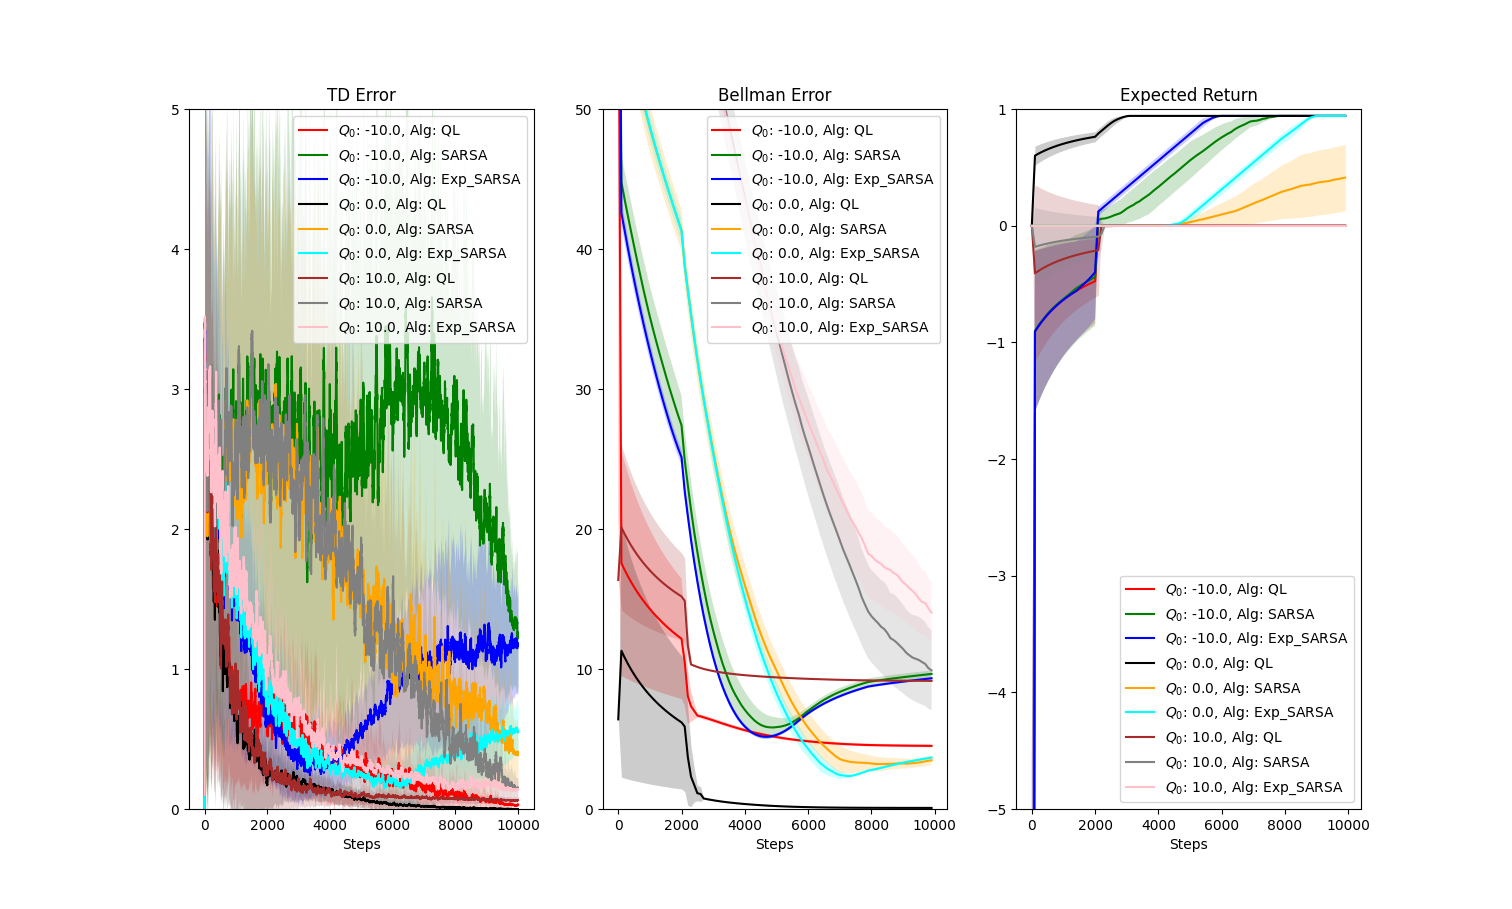 TD Error
5
4
3
2
1
0
0 2000 4000 6000 8000 10000
Steps
Q₀: -10.0, Alg: QL
Q₀: -10.0, Alg: SARSA
Q₀: -10.0, Alg: Exp_SARSA
Q₀: 0.0, Alg: QL
Q₀: 0.0, Alg: SARSA
Q₀: 0.0, Alg: Exp_SARSA
Q₀: 10.0, Alg: QL
Q₀: 10.0, Alg: SARSA
Q₀: 10.0, Alg: Exp_SARSA
Bellman Error
50
40
30
20
10
0
0 2000 4000 6000 8000 10000
Steps
Q₀: -10.0, Alg: QL
Q₀: -10.0, Alg: SARSA
Q₀: -10.0, Alg: Exp_SARSA
Q₀: 0.0, Alg: QL
Q₀: 0.0, Alg: SARSA
Q₀: 0.0, Alg: Exp_SARSA
Q₀: 10.0, Alg: QL
Q₀: 10.0, Alg: SARSA
Q₀: 10.0, Alg: Exp_SARSA
Expected Return
1
0
−1
−2
−3
−4
−5
0 2000 4000 6000 8000 10000
Steps
Q₀: -10.0, Alg: QL
Q₀: -10.0, Alg: SARSA
Q₀: -10.0, Alg: Exp_SARSA
Q₀: 0.0, Alg: QL
Q₀: 0.0, Alg: SARSA
Q₀: 0.0, Alg: Exp_SARSA
Q₀: 10.0, Alg: QL
Q₀: 10.0, Alg: SARSA
Q₀: 10.0, Alg: Exp_SARSA